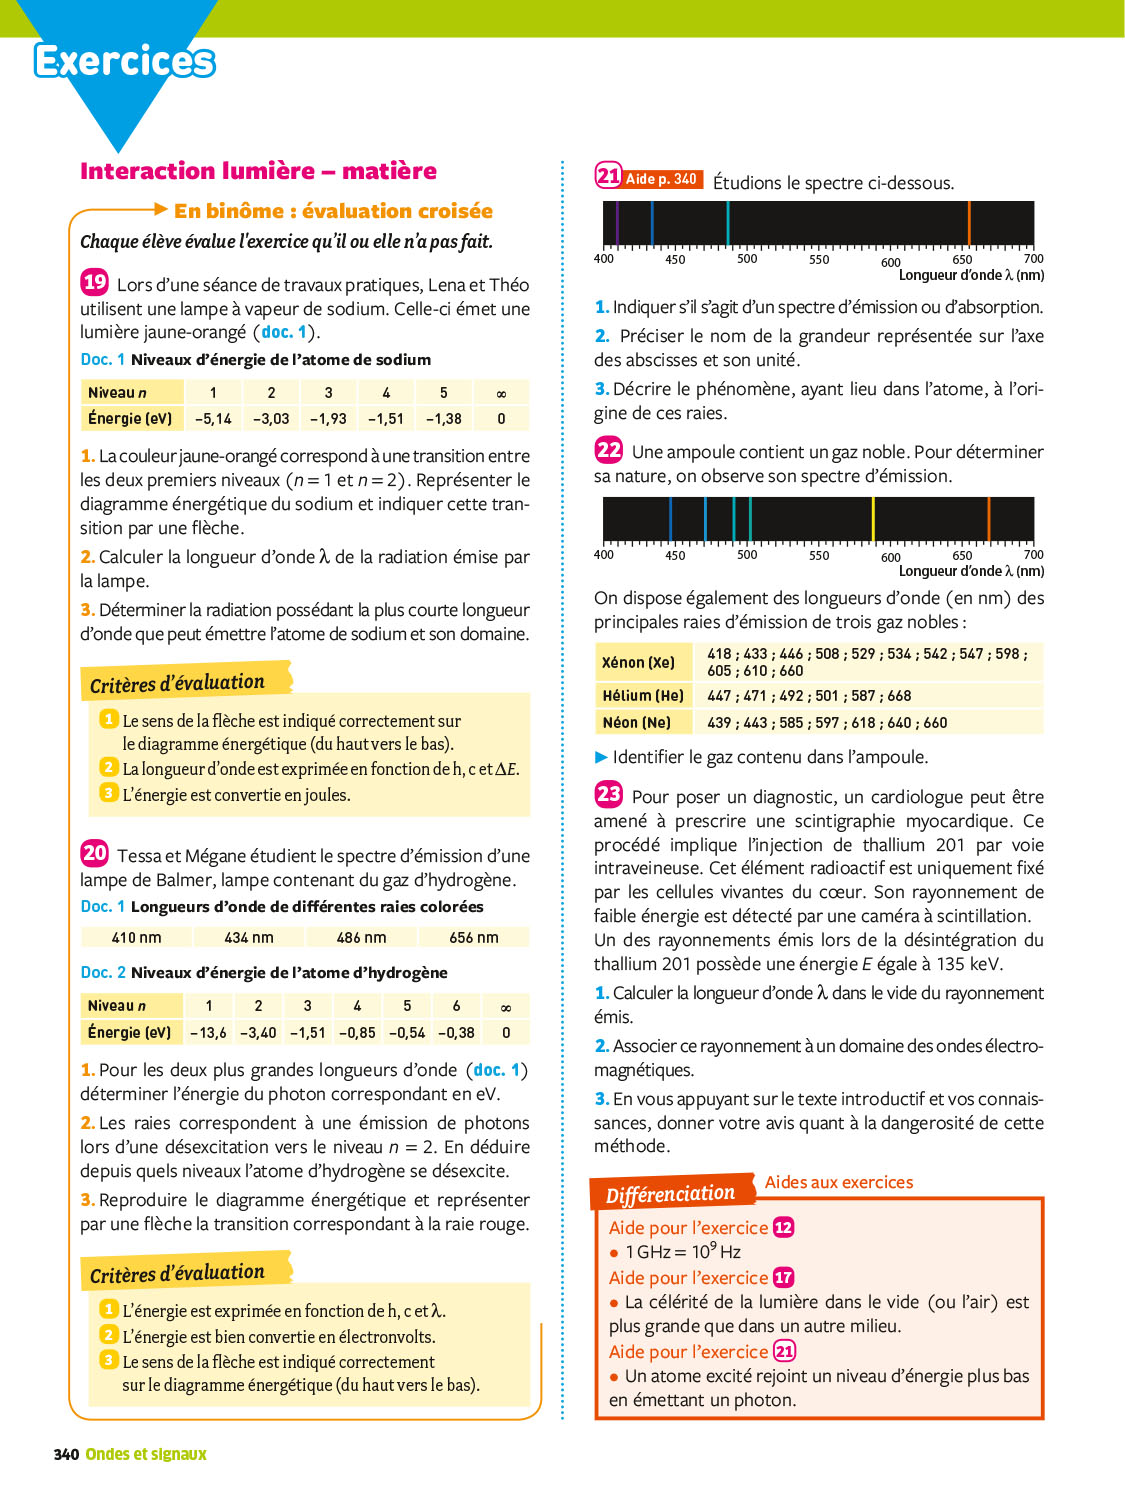 Exercices
Interaction lumière – matière
En binôme : évaluation croisée
Chaque élève évalue l'exercice qu'il ou elle n'a pas fait.
19 Lors d'une séance de travaux pratiques, Lena et Théo
utilisent une lampe à vapeur de sodium. Celle-ci émet une
lumière jaune-orangé (doc. 1).
Doc. 1 Niveaux d'énergie de l'atome de sodium
Niveau n 1 2 3 4 5 ∞
Énergie (eV) –5,14 –3,03 –1,93 –1,51 –1,38 0
1. La couleur jaune-orangé correspond à une transition entre
les deux premiers niveaux (n = 1 et n = 2). Représenter le
diagramme énergétique du sodium et indiquer cette tran-
sition par une flèche.
2. Calculer la longueur d'onde λ de la radiation émise par
la lampe.
3. Déterminer la radiation possédant la plus courte longueur
d'onde que peut émettre l'atome de sodium et son domaine.
Critères d'évaluation
1 Le sens de la flèche est indiqué correctement sur
le diagramme énergétique (du haut vers le bas).
2 La longueur d'onde est exprimée en fonction de h, c et ΔE.
3 L'énergie est convertie en joules.
20 Tessa et Mégane étudient le spectre d'émission d'une
lampe de Balmer, lampe contenant du gaz d'hydrogène.
Doc. 1 Longueurs d'onde de différentes raies colorées
410 nm 434 nm 486 nm 656 nm
Doc. 2 Niveaux d'énergie de l'atome d'hydrogène
Niveau n 1 2 3 4 5 6 ∞
Énergie (eV) –13,6 –3,40 –1,51 –0,85 –0,54 –0,38 0
1. Pour les deux plus grandes longueurs d'onde (doc. 1)
déterminer l'énergie du photon correspondant en eV.
2. Les raies correspondent à une émission de photons
lors d'une désexcitation vers le niveau n = 2. En déduire
depuis quels niveaux l'atome d'hydrogène se désexcite.
3. Reproduire le diagramme énergétique et représenter
par une flèche la transition correspondant à la raie rouge.
Critères d'évaluation
1 L'énergie est exprimée en fonction de h, c et λ.
2 L'énergie est bien convertie en électronvolts.
3 Le sens de la flèche est indiqué correctement
sur le diagramme énergétique (du haut vers le bas).
21 Aide p. 340 Étudions le spectre ci-dessous.
400 450 500 550 600 650 700
Longueur d'onde λ (nm)
1. Indiquer s'il s'agit d'un spectre d'émission ou d'absorption.
2. Préciser le nom de la grandeur représentée sur l'axe
des abscisses et son unité.
3. Décrire le phénomène, ayant lieu dans l'atome, à l'ori-
gine de ces raies.
22 Une ampoule contient un gaz noble. Pour déterminer
sa nature, on observe son spectre d'émission.
400 450 500 550 600 650 700
Longueur d'onde λ (nm)
On dispose également des longueurs d'onde (en nm) des
principales raies d'émission de trois gaz nobles :
Xénon (Xe) 418 ; 433 ; 446 ; 508 ; 529 ; 534 ; 542 ; 547 ; 598 ;
605 ; 610 ; 660
Hélium (He) 447 ; 471 ; 492 ; 501 ; 587 ; 668
Néon (Ne) 439 ; 443 ; 585 ; 597 ; 618 ; 640 ; 660
► Identifier le gaz contenu dans l'ampoule.
23 Pour poser un diagnostic, un cardiologue peut être
amené à prescrire une scintigraphie myocardique. Ce
procédé implique l'injection de thallium 201 par voie
intraveineuse. Cet élément radioactif est uniquement fixé
par les cellules vivantes du cœur. Son rayonnement de
faible énergie est détecté par une caméra à scintillation.
Un des rayonnements émis lors de la désintégration du
thallium 201 possède une énergie E égale à 135 keV.
1. Calculer la longueur d'onde λ dans le vide du rayonnement
émis.
2. Associer ce rayonnement à un domaine des ondes électro-
magnétiques.
3. En vous appuyant sur le texte introductif et vos connais-
sances, donner votre avis quant à la dangerosité de cette
méthode.
Différenciation Aides aux exercices
Aide pour l'exercice 12
• 1 GHz = 10⁹ Hz
Aide pour l'exercice 17
• La célérité de la lumière dans le vide (ou l'air) est
plus grande que dans un autre milieu.
Aide pour l'exercice 21
• Un atome excité rejoint un niveau d'énergie plus bas
en émettant un photon.
340 Ondes et signaux